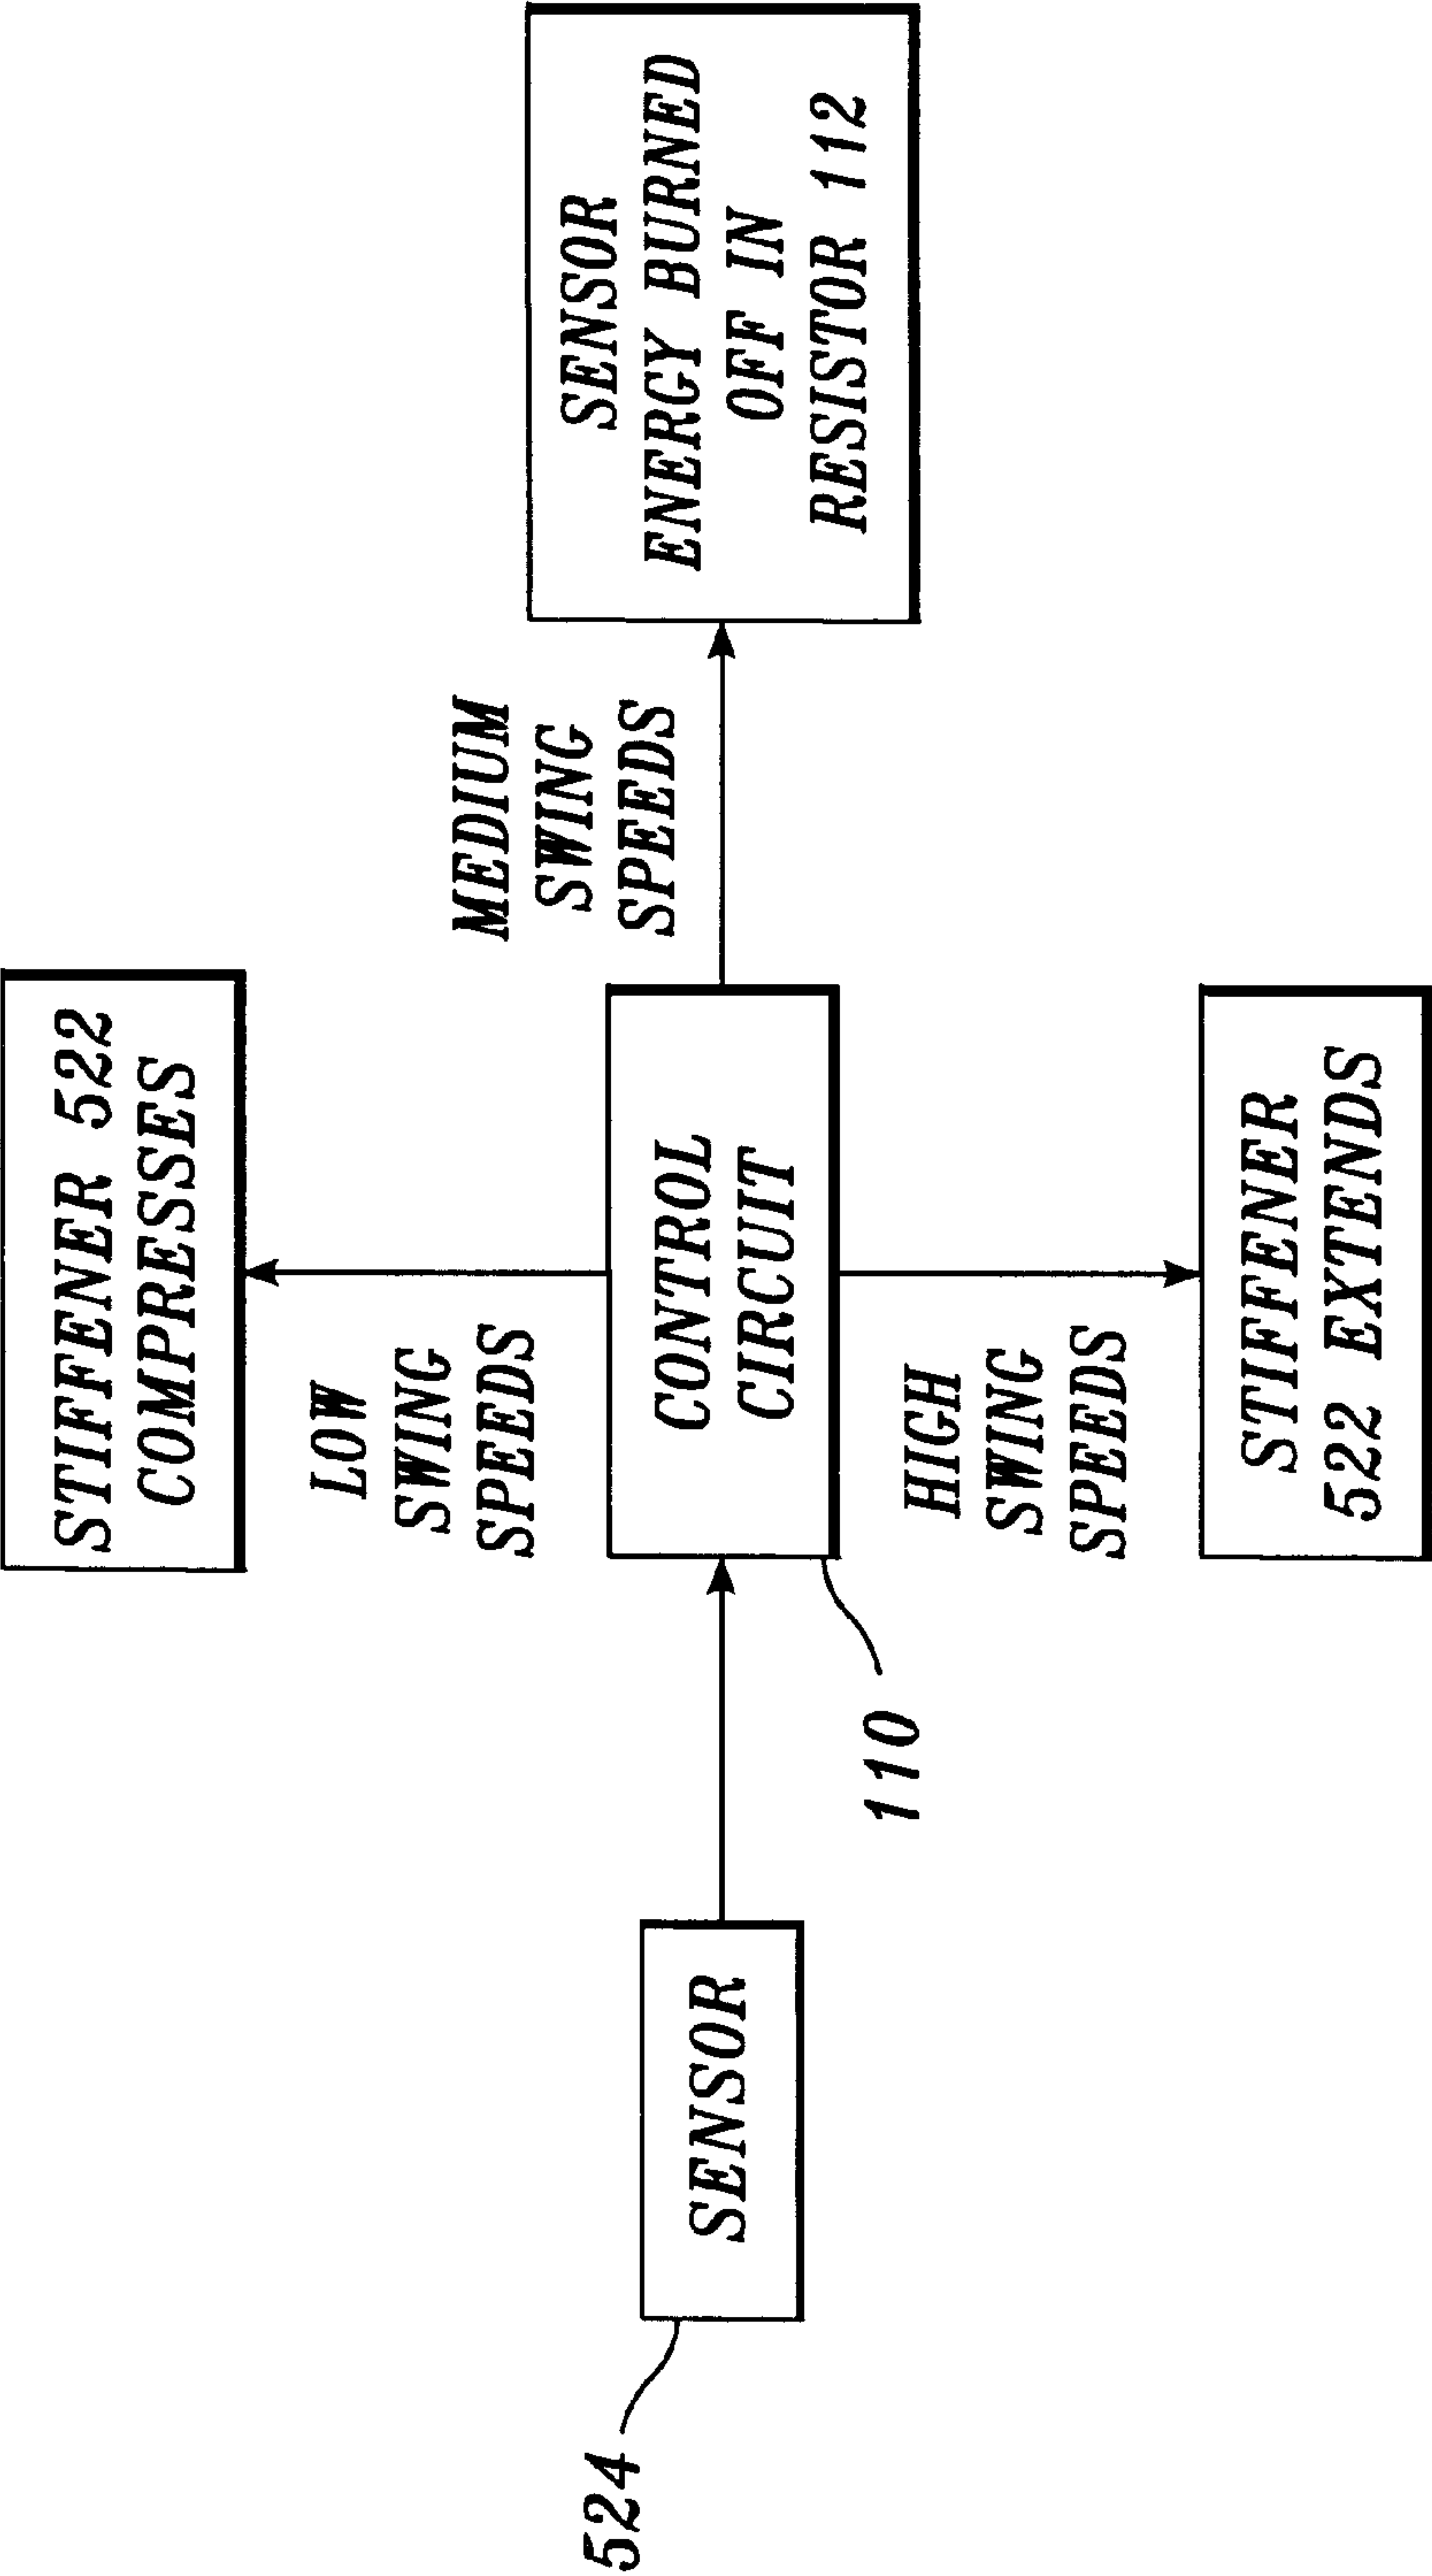 STIFFENER 522
COMPRESSES
LOW
SWING
SPEEDS
MEDIUM
SWING
SPEEDS
524
SENSOR
CONTROL
CIRCUIT
110
SENSOR
ENERGY BURNED
OFF IN
RESISTOR 112
HIGH
SWING
SPEEDS
STIFFENER
522 EXTENDS